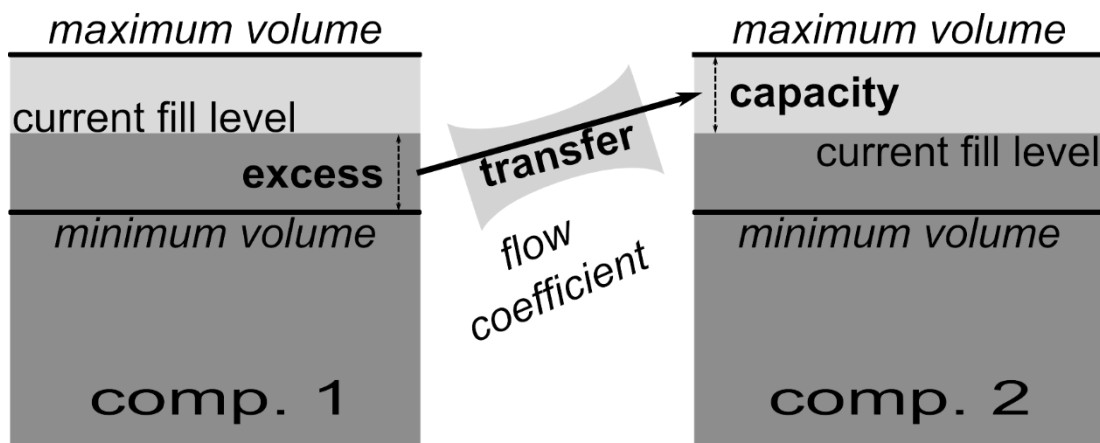 maximum volume
current fill level
excess
minimum volume
comp. 1
transfer
flow
coefficient
maximum volume
capacity
current fill level
minimum volume
comp. 2